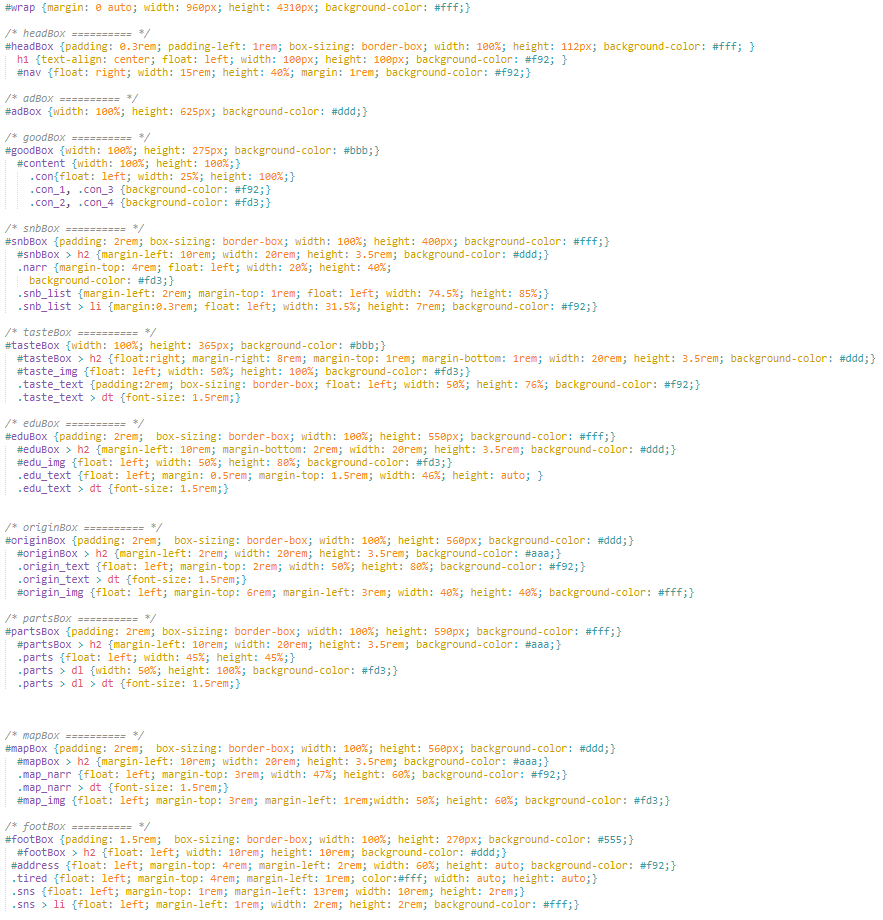 #wrap {margin: 0 auto; width: 960px; height: 4310px; background-color: #fff;}
/* headBox ========== */
#headBox {padding: 0.3rem; padding-left: 1rem; box-sizing: border-box; width: 100%; height: 112px; background-color: #fff; }
h1 {text-align: center; float: left; width: 100px; height: 100px; background-color: #f92; }
#nav {float: right; width: 15rem; height: 40%; margin: 1rem; background-color: #f92;}
/* adBox ========== */
#adBox {width: 100%; height: 625px; background-color: #ddd;}
/* goodBox ========== */
#goodBox {width: 100%; height: 275px; background-color: #bbb;}
#content {width: 100%; height: 100%;}
.con{float: left; width: 25%; height: 100%;}
.con_1, .con_3 {background-color: #f92;}
.con_2, .con_4 {background-color: #fd3;}
/* snbBox ========== */
#snbBox {padding: 2rem; box-sizing: border-box; width: 100%; height: 400px; background-color: #fff;}
#snbBox > h2 {margin-left: 10rem; width: 20rem; height: 3.5rem; background-color: #ddd;}
.narr {margin-top: 4rem; float: left; width: 20%; height: 40%;
background-color: #fd3;}
.snb_list {margin-left: 2rem; margin-top: 1rem; float: left; width: 74.5%; height: 85%;}
.snb_list > li {margin:0.3rem; float: left; width: 31.5%; height: 7rem; background-color: #f92;}
/* tasteBox ========== */
#tasteBox {width: 100%; height: 365px; background-color: #bbb;}
#tasteBox > h2 {float:right; margin-right: 8rem; margin-top: 1rem; margin-bottom: 1rem; width: 20rem; height: 3.5rem; background-color: #ddd;}
#taste_img {float: left; width: 50%; height: 100%; background-color: #fd3;}
.taste_text {padding:2rem; box-sizing: border-box; float: left; width: 50%; height: 76%; background-color: #f92;}
.taste_text > dt {font-size: 1.5rem;}
/* eduBox ========== */
#eduBox {padding: 2rem;  box-sizing: border-box; width: 100%; height: 550px; background-color: #fff;}
#eduBox > h2 {margin-left: 10rem; margin-bottom: 2rem; width: 20rem; height: 3.5rem; background-color: #ddd;}
#edu_img {float: left; width: 50%; height: 80%; background-color: #fd3;}
.edu_text {float: left; margin: 0.5rem; margin-top: 1.5rem; width: 46%; height: auto; }
.edu_text > dt {font-size: 1.5rem;}
/* originBox ========== */
#originBox {padding: 2rem;  box-sizing: border-box; width: 100%; height: 560px; background-color: #ddd;}
#originBox > h2 {margin-left: 2rem; width: 20rem; height: 3.5rem; background-color: #aaa;}
.origin_text {float: left; margin-top: 2rem; width: 50%; height: 80%; background-color: #f92;}
.origin_text > dt {font-size: 1.5rem;}
#origin_img {float: left; margin-top: 6rem; margin-left: 3rem; width: 40%; height: 40%; background-color: #fff;}
/* partsBox ========== */
#partsBox {padding: 2rem; box-sizing: border-box; width: 100%; height: 590px; background-color: #fff;}
#partsBox > h2 {margin-left: 10rem; width: 20rem; height: 3.5rem; background-color: #aaa;}
.parts {float: left; width: 45%; height: 45%;}
.parts > dl {width: 50%; height: 100%; background-color: #fd3;}
.parts > dl > dt {font-size: 1.5rem;}
/* mapBox ========== */
#mapBox {padding: 2rem;  box-sizing: border-box; width: 100%; height: 560px; background-color: #ddd;}
#mapBox > h2 {margin-left: 10rem; width: 20rem; height: 3.5rem; background-color: #aaa;}
.map_narr {float: left; margin-top: 3rem; width: 47%; height: 60%; background-color: #f92;}
.map_narr > dt {font-size: 1.5rem;}
#map_img {float: left; margin-top: 3rem; margin-left: 1rem;width: 50%; height: 60%; background-color: #fd3;}
/* footBox ========== */
#footBox {padding: 1.5rem;  box-sizing: border-box; width: 100%; height: 270px; background-color: #555;}
#footBox > h2 {float: left; width: 10rem; height: 10rem; background-color: #ddd;}
#address {float: left; margin-top: 4rem; margin-left: 2rem; width: 60%; height: auto; background-color: #f92;}
.tired {float: left; margin-top: 4rem; margin-left: 1rem; color:#fff; width: auto; height: auto;}
.sns {float: left; margin-top: 1rem; margin-left: 13rem; width: 10rem; height: 2rem;}
.sns > li {float: left; margin-left: 1rem; width: 2rem; height: 2rem; background-color: #fff;}